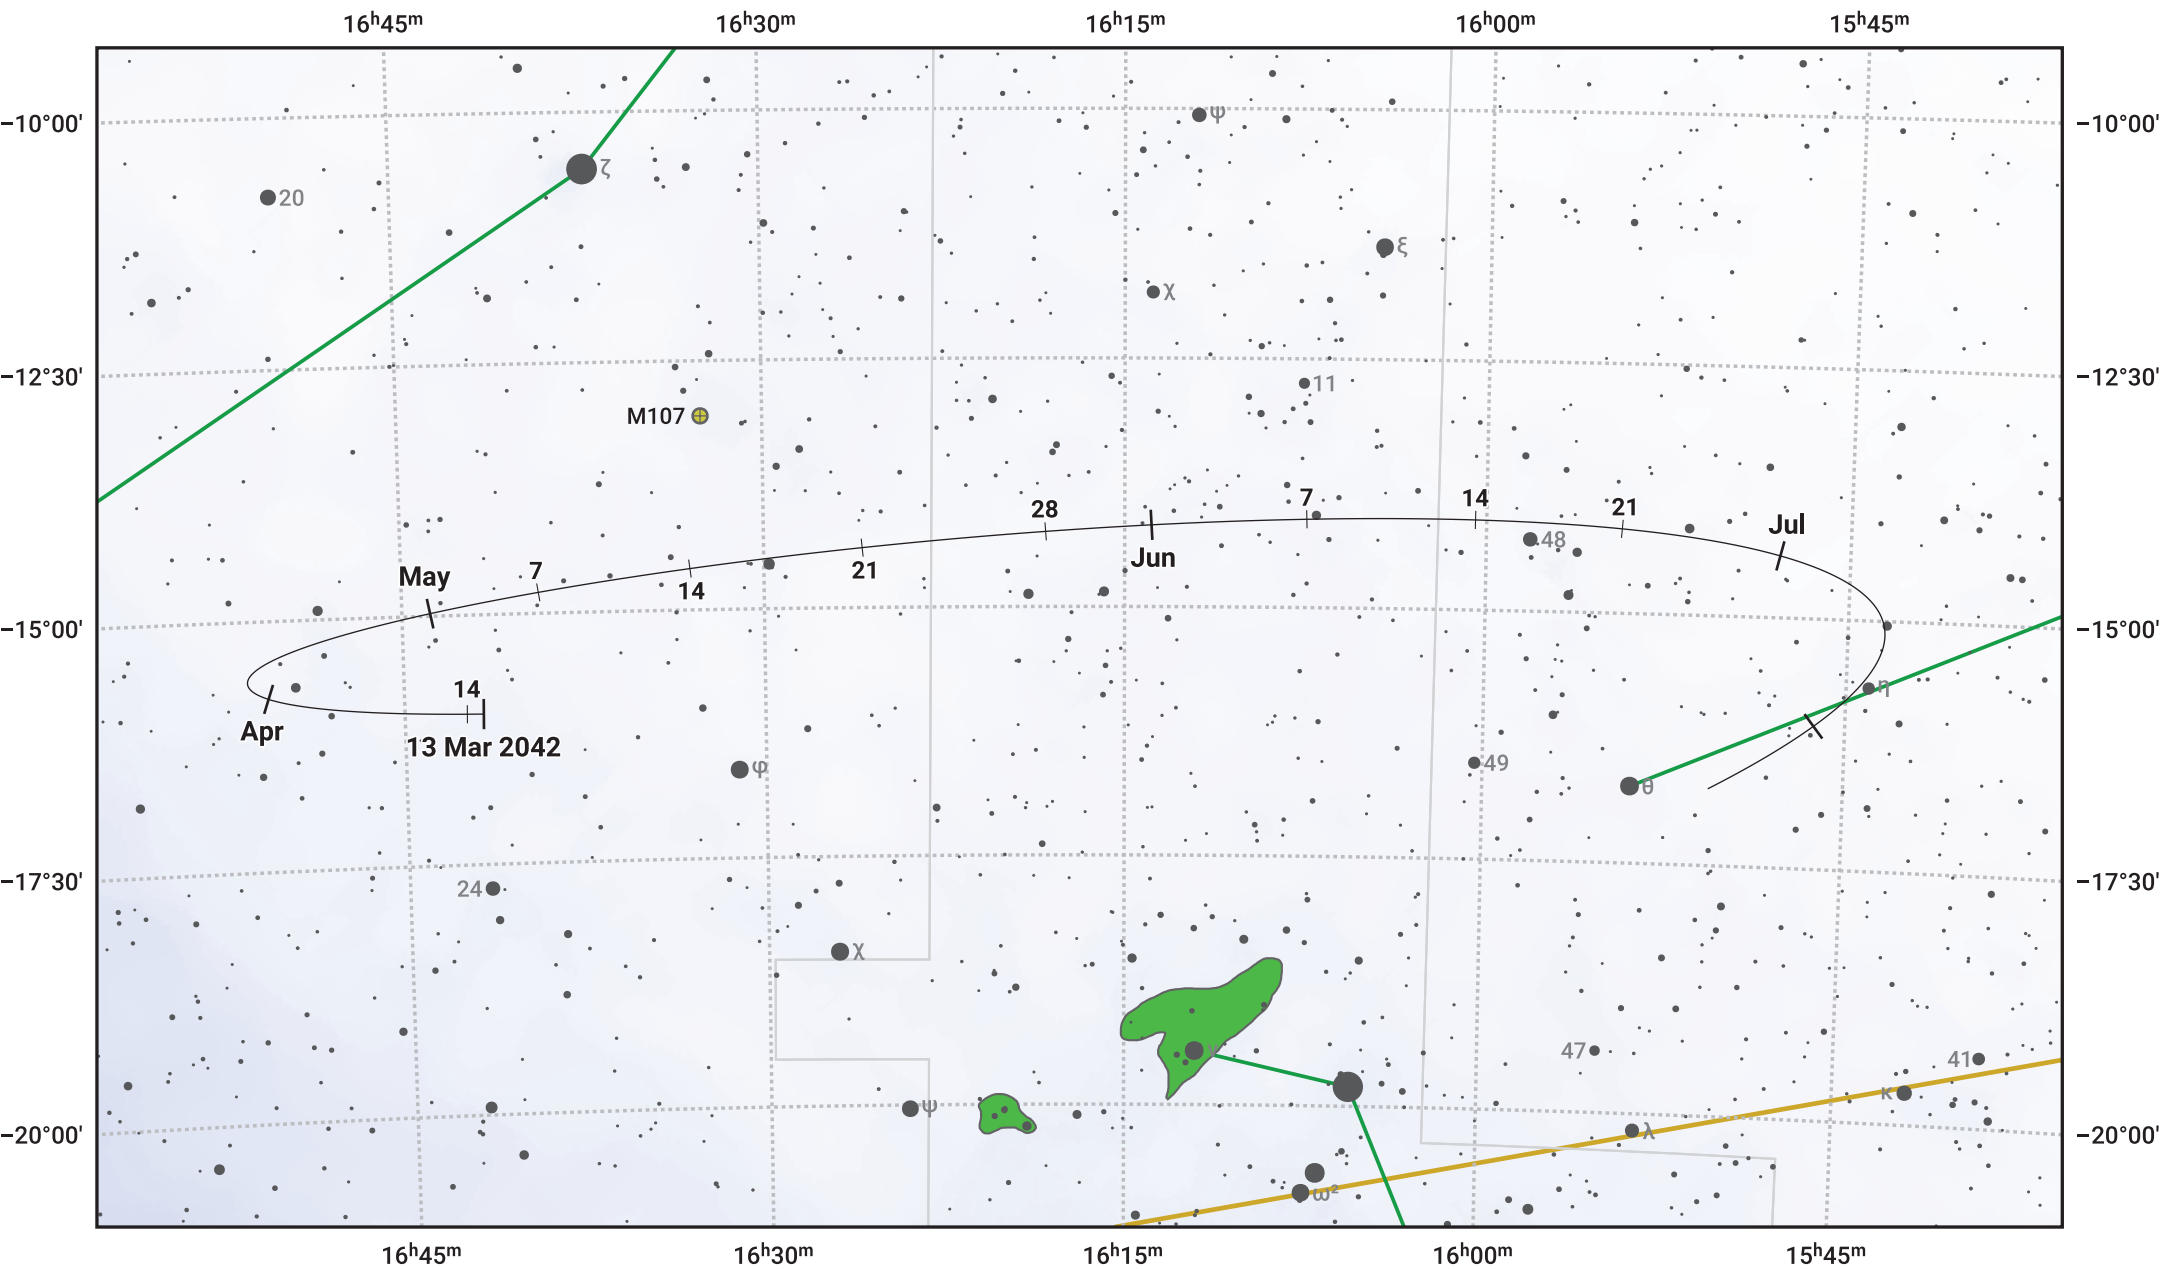 16ʰ45ᵐ 16ʰ30ᵐ 16ʰ15ᵐ 16ʰ00ᵐ 15ʰ45ᵐ
−10°00' ψ −10°00'
ζ
20
ξ
χ
−12°30' −12°30'
11
M107
28 7 14 21
Jul
48
May 7 14 21 Jun
−15°00' −15°00'
14 η
Apr
13 Mar 2042
φ 49 θ
−17°30' −17°30'
24
χ
47 41
ν
κ
ψ
−20°00' λ −20°00'
ω²
16ʰ45ᵐ 16ʰ30ᵐ 16ʰ15ᵐ 16ʰ00ᵐ 15ʰ45ᵐ